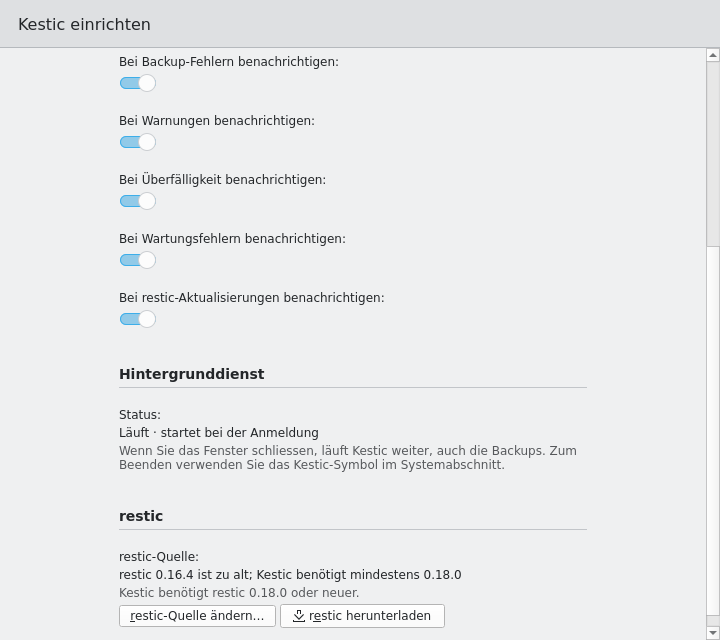 Kestic einrichten
Bei Backup-Fehlern benachrichtigen:
Bei Warnungen benachrichtigen:
Bei Überfälligkeit benachrichtigen:
Bei Wartungsfehlern benachrichtigen:
Bei restic-Aktualisierungen benachrichtigen:
Hintergrunddienst
Status:
Läuft · startet bei der Anmeldung
Wenn Sie das Fenster schliessen, läuft Kestic weiter, auch die Backups. Zum
Beenden verwenden Sie das Kestic-Symbol im Systemabschnitt.
restic
restic-Quelle:
restic 0.16.4 ist zu alt; Kestic benötigt mindestens 0.18.0
Kestic benötigt restic 0.18.0 oder neuer.
restic-Quelle ändern… restic herunterladen